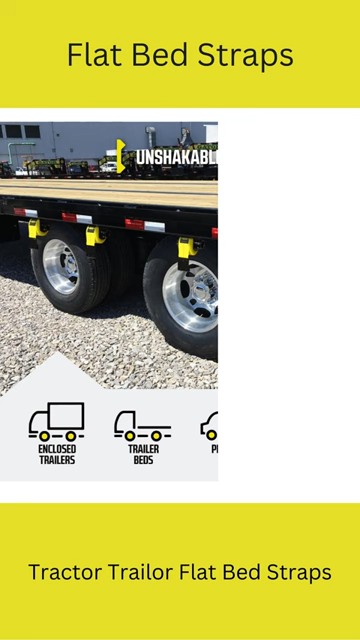 Flat Bed Straps
UNSHAKABL
ENCLOSED
TRAILERS
TRAILER
BEDS
Tractor Trailor Flat Bed Straps